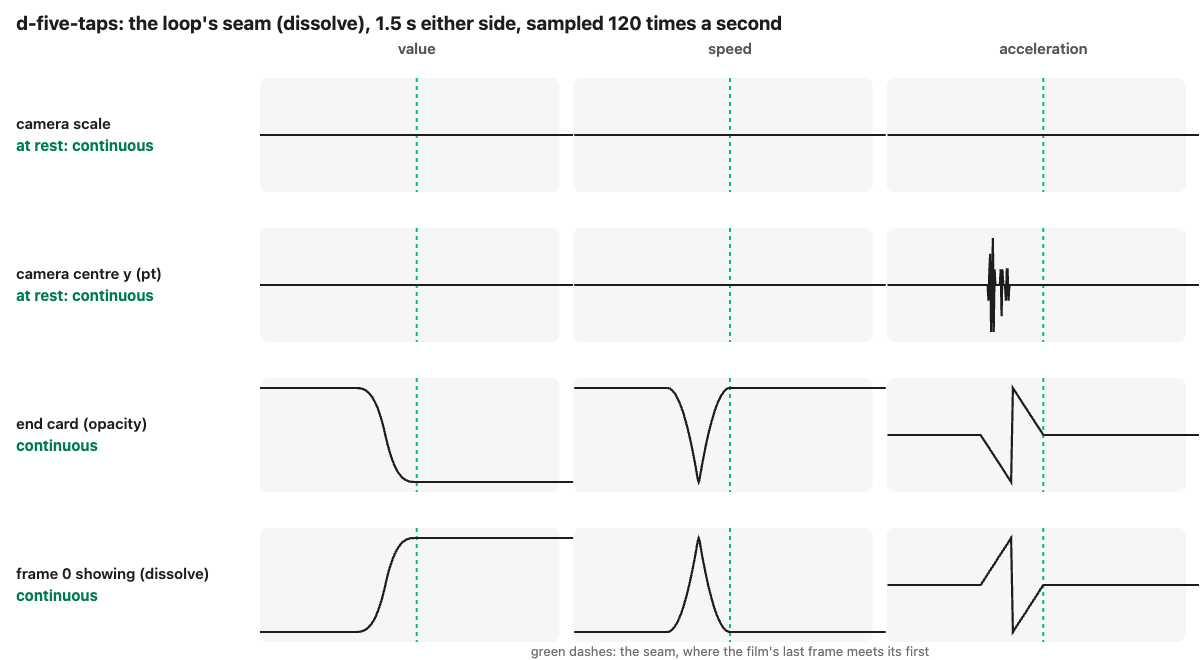 d-five-taps: the loop's seam (dissolve), 1.5 s either side, sampled 120 times a second
value speed acceleration
camera scale
at rest: continuous
camera centre y (pt)
at rest: continuous
end card (opacity)
continuous
frame 0 showing (dissolve)
continuous
green dashes: the seam, where the film's last frame meets its first